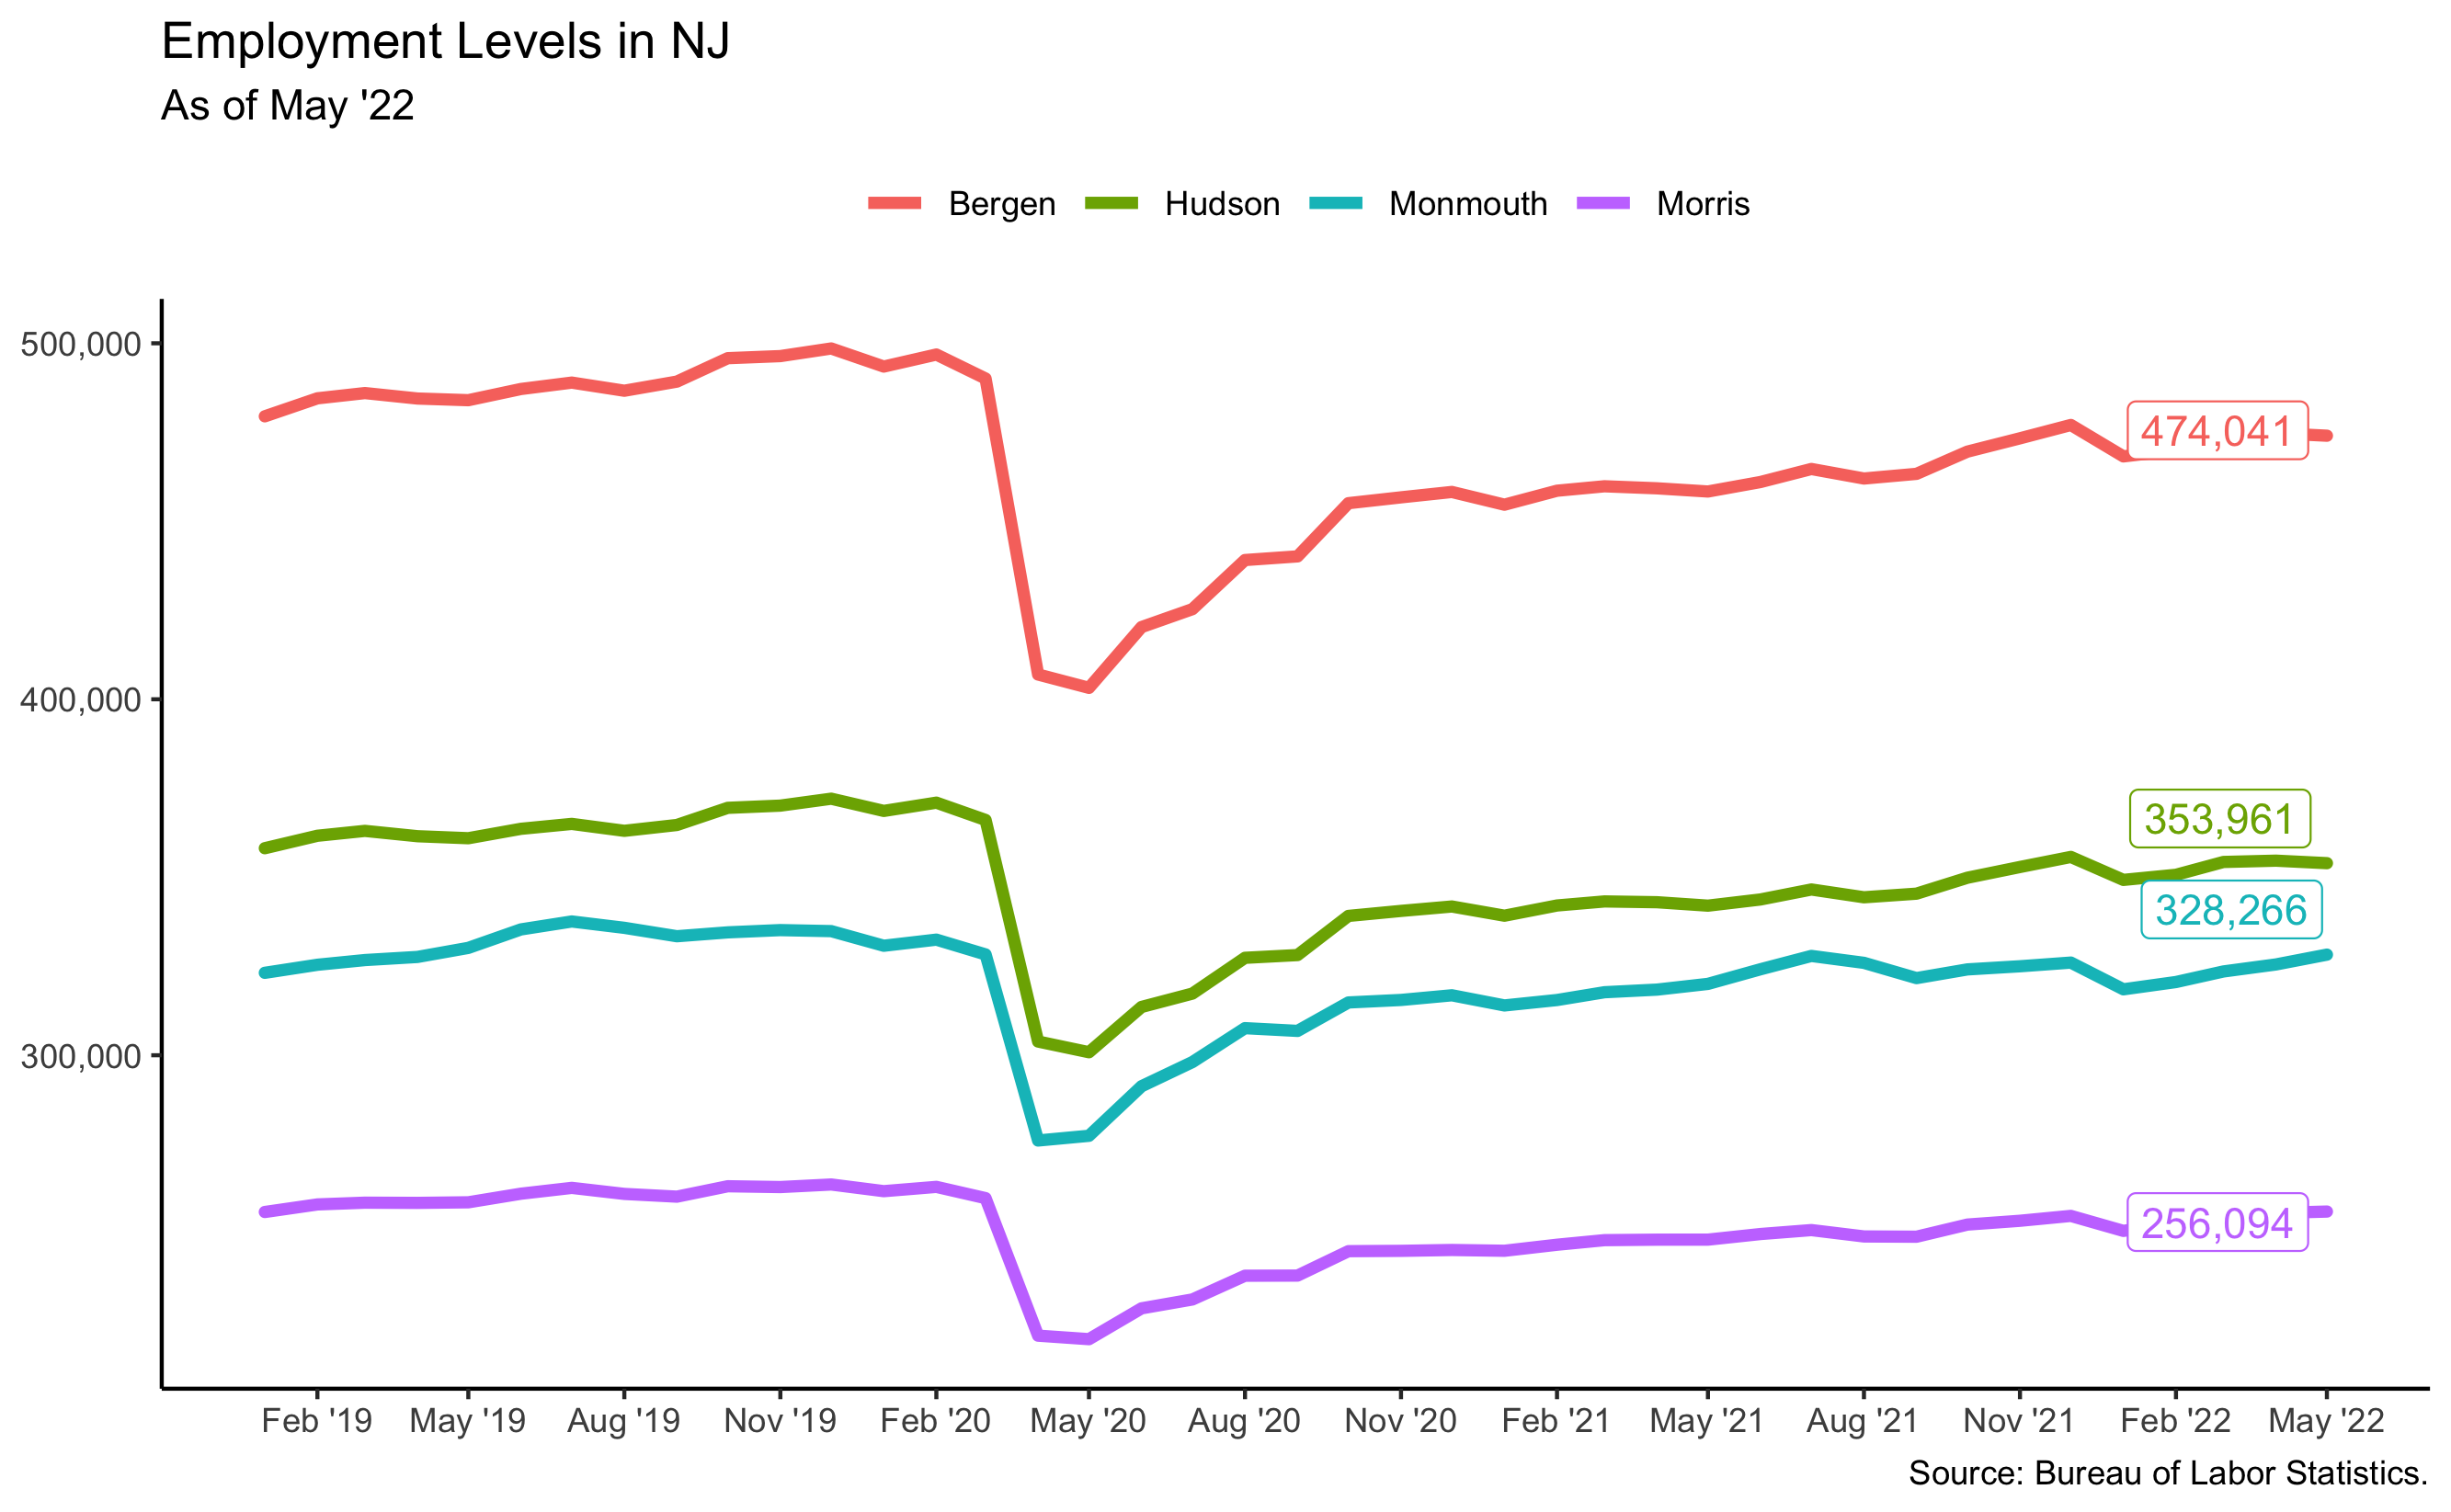 Employment Levels in NJ
As of May '22
Bergen Hudson Monmouth Morris
500,000
400,000
300,000
474,041
353,961
328,266
256,094
Feb '19 May '19 Aug '19 Nov '19 Feb '20 May '20 Aug '20 Nov '20 Feb '21 May '21 Aug '21 Nov '21 Feb '22 May '22
Source: Bureau of Labor Statistics.